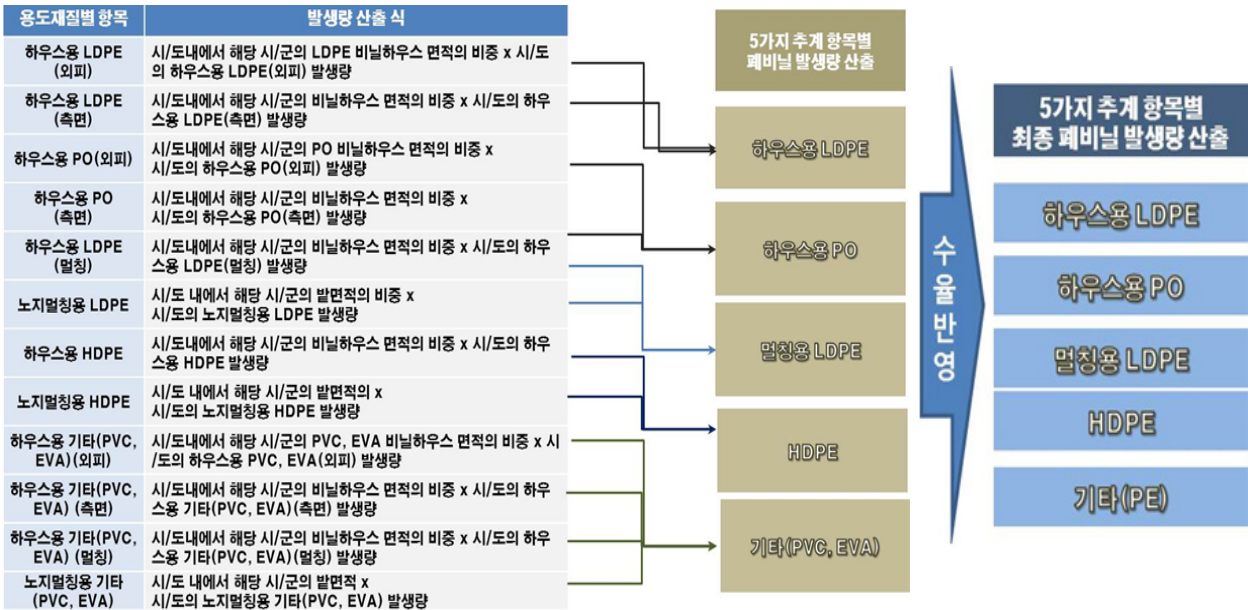 용도재질별 항목
발생량 산출 식
하우스용 LDPE
(외피)
시/도내에서 해당 시/군의 LDPE 비닐하우스 면적의 비중 x 시/도
의 하우스용 LDPE(외피) 발생량
하우스용 LDPE
(측면)
시/도내에서 해당 시/군의 비닐하우스 면적의 비중 x 시/도의 하우
스용 LDPE(측면) 발생량
하우스용 PO(외피)
시/도내에서 해당 시/군의 PO 비닐하우스 면적의 비중 x
시/도의 하우스용 PO(외피) 발생량
하우스용 PO
(측면)
시/도내에서 해당 시/군의 비닐하우스 면적의 비중 x
시/도의 하우스용 PO(측면) 발생량
하우스용 LDPE
(멀칭)
시/도내에서 해당 시/군의 비닐하우스 면적의 비중 x 시/도의 하우
스용 LDPE(멀칭) 발생량
노지멀칭용 LDPE
시/도 내에서 해당 시/군의 밭면적의 비중 x
시/도의 노지멀칭용 LDPE 발생량
하우스용 HDPE
시/도내에서 해당 시/군의 비닐하우스 면적의 비중 x 시/도의 하우
스용 HDPE 발생량
노지멀칭용 HDPE
시/도 내에서 해당 시/군의 밭면적의 x
시/도의 노지멀칭용 HDPE 발생량
하우스용 기타(PVC,
EVA)(외피)
시/도내에서 해당 시/군의 PVC, EVA 비닐하우스 면적의 비중 x 시
/도의 하우스용 PVC, EVA(외피) 발생량
하우스용 기타(PVC,
EVA) (측면)
시/도내에서 해당 시/군의 비닐하우스 면적의 비중 x 시/도의 하우
스용 기타(PVC, EVA)(측면) 발생량
하우스용 기타(PVC,
EVA) (멀칭)
시/도내에서 해당 시/군의 비닐하우스 면적의 비중 x 시/도의 하우
스용 기타(PVC, EVA)(멀칭) 발생량
노지멀칭용 기타
(PVC, EVA)
시/도 내에서 해당 시/군의 밭면적 x
시/도의 노지멀칭용 기타(PVC, EVA) 발생량
5가지 추계 항목별
폐비닐 발생량 산출
하우스용 LDPE
하우스용 PO
멀칭용 LDPE
HDPE
기타(PVC, EVA)
수율반영
5가지 추계 항목별
최종 폐비닐 발생량 산출
하우스용 LDPE
하우스용 PO
멀칭용 LDPE
HDPE
기타(PE)